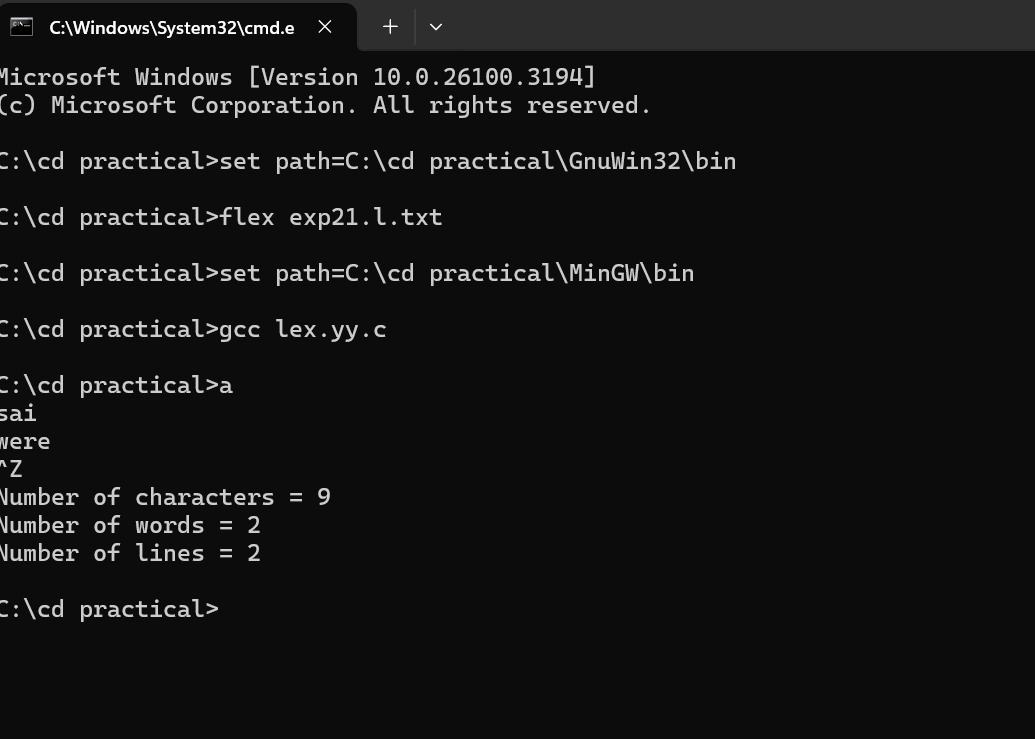 C:\Windows\System32\cmd.e
Microsoft Windows [Version 10.0.26100.3194]
(c) Microsoft Corporation. All rights reserved.
C:\cd practical>set path=C:\cd practical\GnuWin32\bin
C:\cd practical>flex exp21.l.txt
C:\cd practical>set path=C:\cd practical\MinGW\bin
C:\cd practical>gcc lex.yy.c
C:\cd practical>a
sai
were
^Z
Number of characters = 9
Number of words = 2
Number of lines = 2
C:\cd practical>